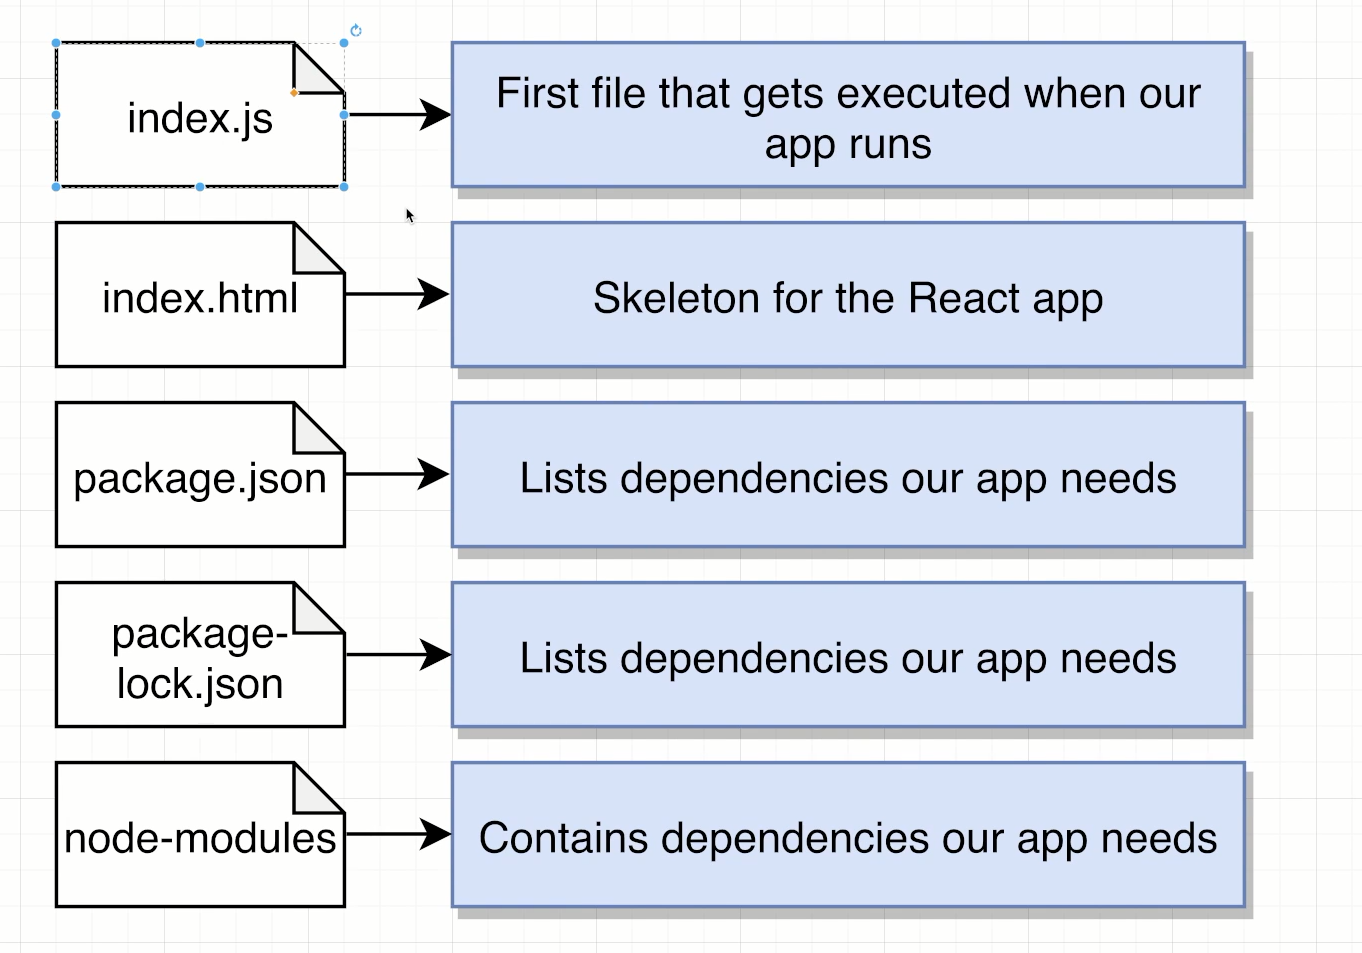 index.js
First file that gets executed when our
app runs
index.html
Skeleton for the React app
package.json
Lists dependencies our app needs
package-
lock.json
Lists dependencies our app needs
node-modules
Contains dependencies our app needs